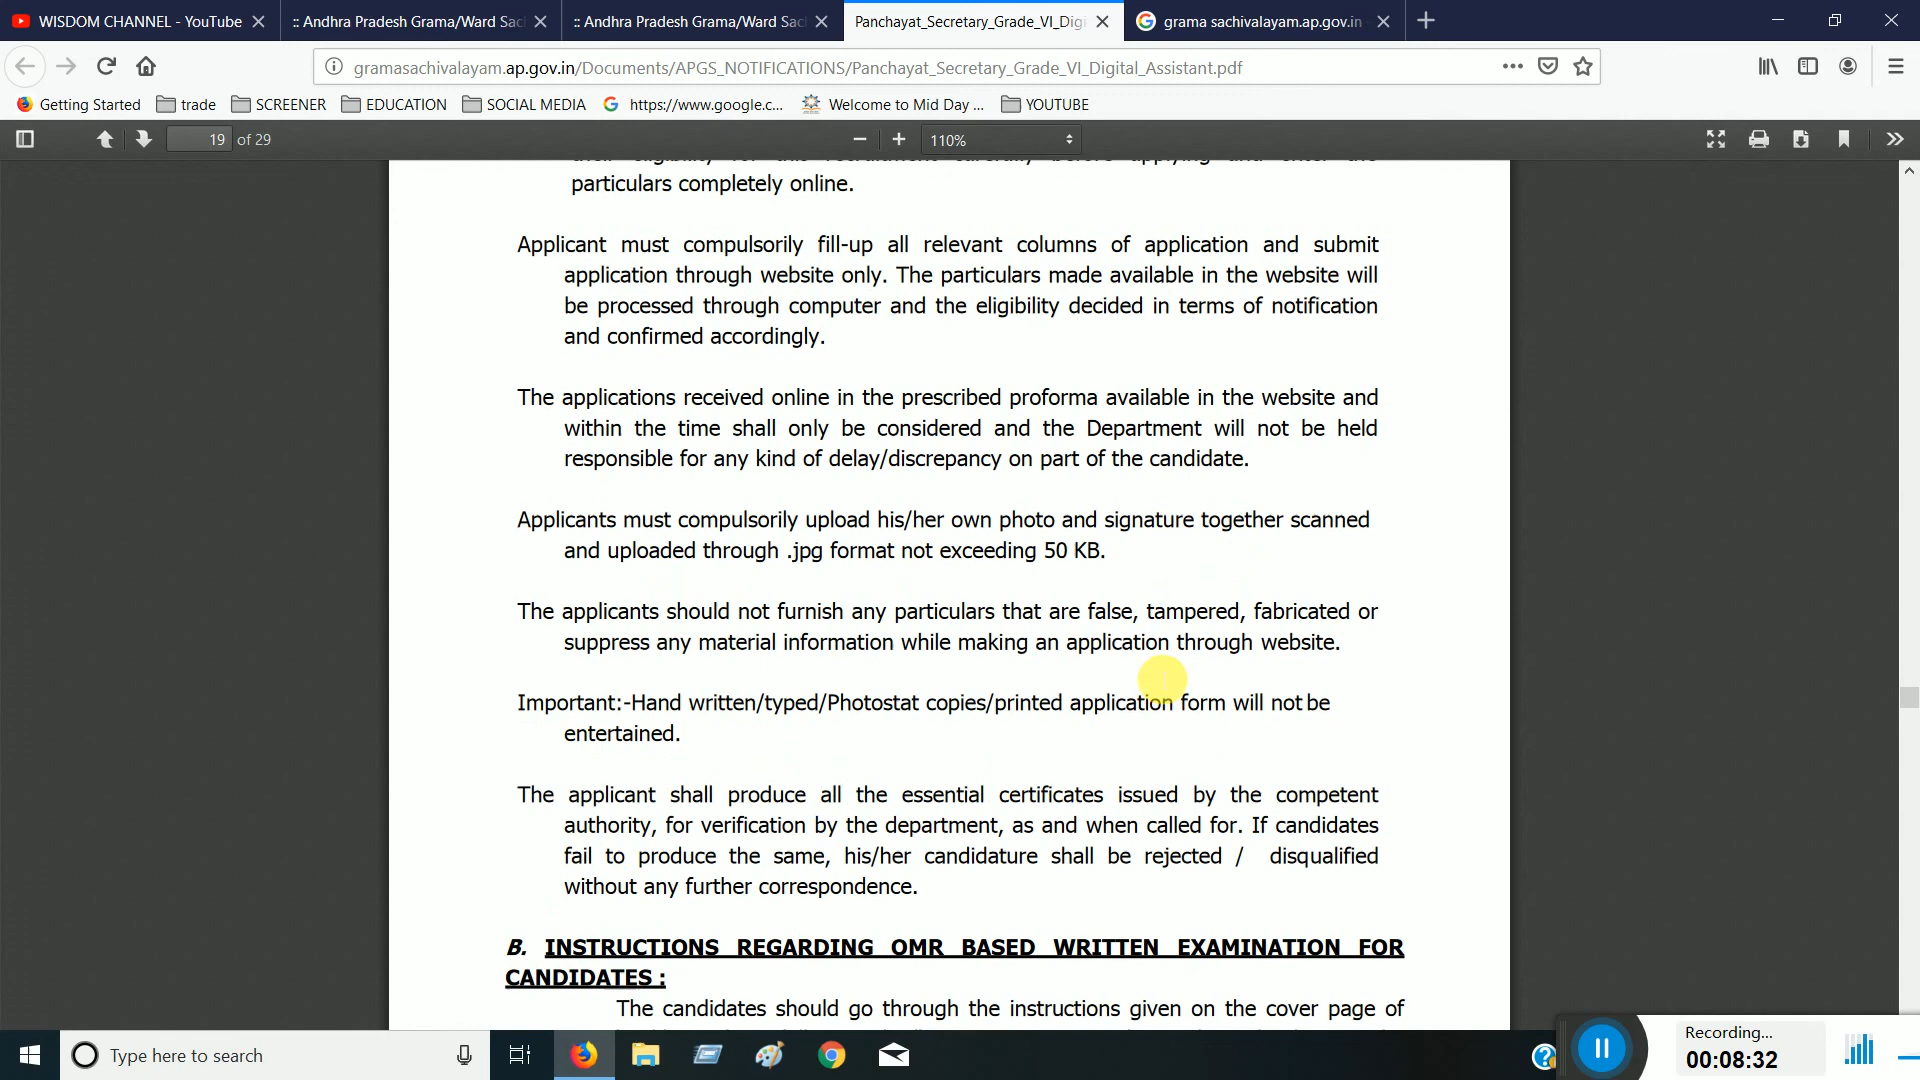 WISDOM CHANNEL - YouTube
:: Andhra Pradesh Grama/Ward Sac
:: Andhra Pradesh Grama/Ward Sac
Panchayat_Secretary_Grade_VI_Digi
grama sachivalayam.ap.gov.in
gramasachivalayam.ap.gov.in/Documents/APGS_NOTIFICATIONS/Panchayat_Secretary_Grade_VI_Digital_Assistant.pdf
Getting Started
trade
SCREENER
EDUCATION
SOCIAL MEDIA
https://www.google.c...
Welcome to Mid Day ...
YOUTUBE
19 of 29
110%
particulars completely online.
Applicant must compulsorily fill-up all relevant columns of application and submit
application through website only. The particulars made available in the website will
be processed through computer and the eligibility decided in terms of notification
and confirmed accordingly.
The applications received online in the prescribed proforma available in the website and
within the time shall only be considered and the Department will not be held
responsible for any kind of delay/discrepancy on part of the candidate.
Applicants must compulsorily upload his/her own photo and signature together scanned
and uploaded through .jpg format not exceeding 50 KB.
The applicants should not furnish any particulars that are false, tampered, fabricated or
suppress any material information while making an application through website.
Important:-Hand written/typed/Photostat copies/printed application form will not be
entertained.
The applicant shall produce all the essential certificates issued by the competent
authority, for verification by the department, as and when called for. If candidates
fail to produce the same, his/her candidature shall be rejected / disqualified
without any further correspondence.
B. INSTRUCTIONS REGARDING OMR BASED WRITTEN EXAMINATION FOR
CANDIDATES :
The candidates should go through the instructions given on the cover page of
Type here to search
Recording...
00:08:32